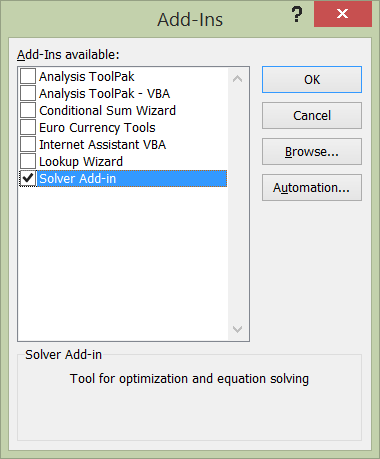 Add-Ins
?
Add-Ins available:
Analysis ToolPak
Analysis ToolPak - VBA
Conditional Sum Wizard
Euro Currency Tools
Internet Assistant VBA
Lookup Wizard
Solver Add-in
OK
Cancel
Browse...
Automation...
Solver Add-in
Tool for optimization and equation solving